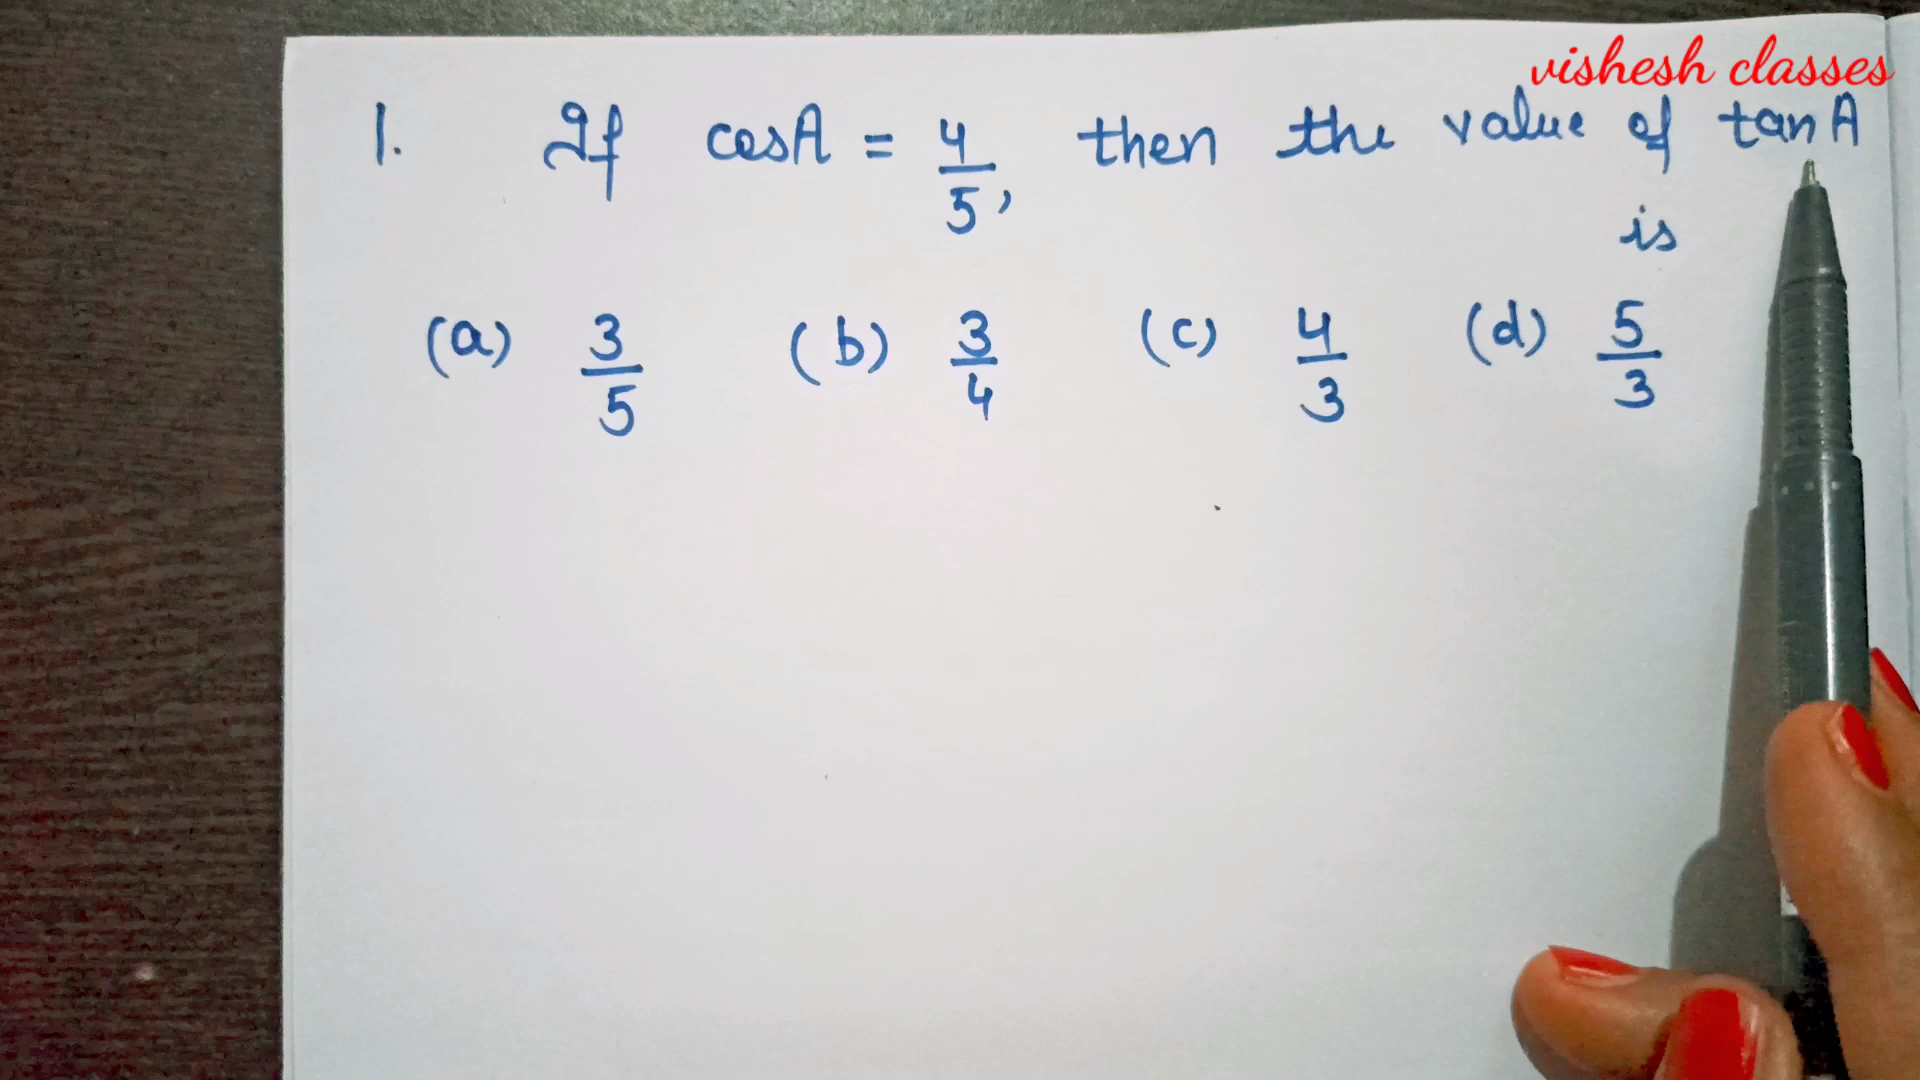 vishesh classes
1. If cosA = 4/5, then the value of tanA
is
(a) 3/5 (b) 3/4 (c) 4/3 (d) 5/3